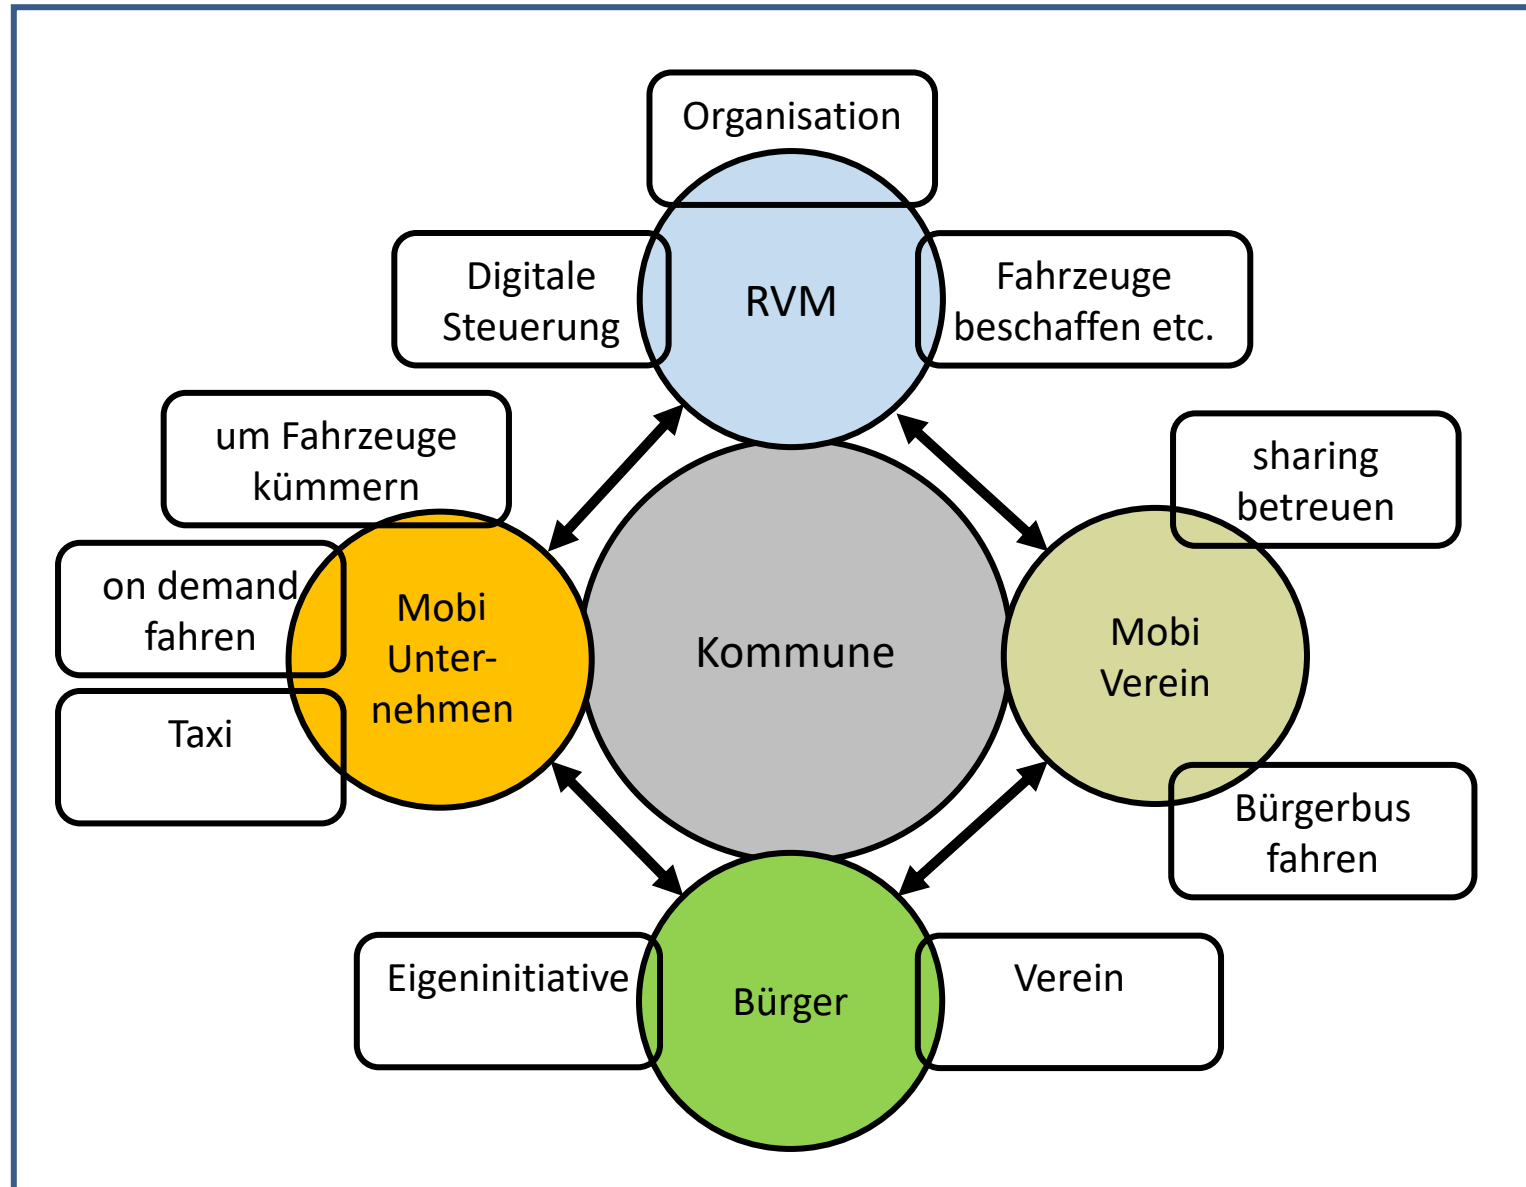 Organisation
Digitale
Steuerung
RVM
Fahrzeuge
beschaffen etc.
um Fahrzeuge
kümmern
sharing
betreuen
on demand
fahren
Mobi
Unter-
nehmen
Kommune
Mobi
Verein
Taxi
Bürgerbus
fahren
Eigeninitiative
Bürger
Verein